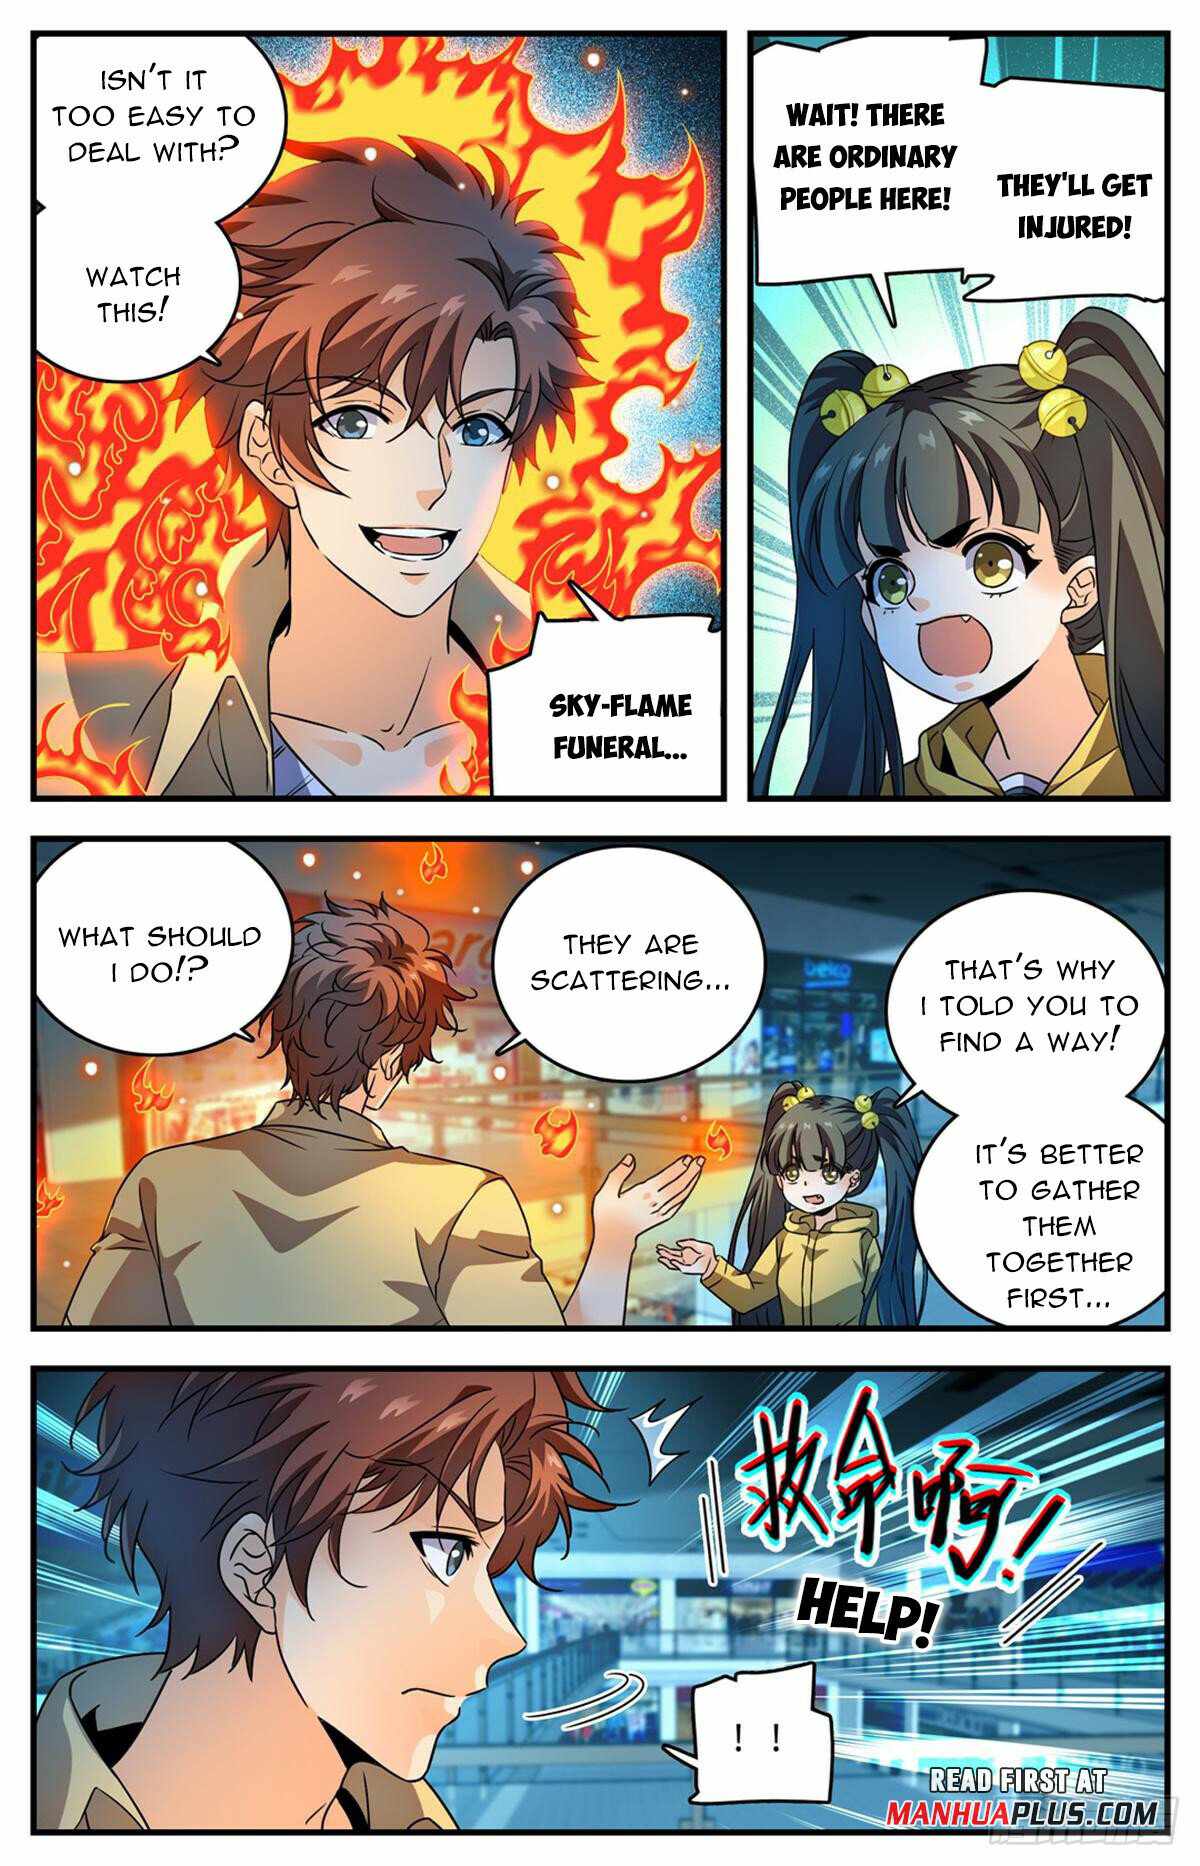 ISN'T IT
TOO EASY TO
DEAL WITH?
WATCH
THIS!
SKY-FLAME
FUNERAL...
WAIT! THERE
ARE ORDINARY
PEOPLE HERE!
THEY'LL GET
INJURED!
WHAT SHOULD
I DO!?
THEY ARE
SCATTERING...
beko
THAT'S WHY
I TOLD YOU TO
FIND A WAY!
IT'S BETTER
TO GATHER
THEM
TOGETHER
FIRST...
救命啊!
HELP!
! !
READ FIRST AT
MANHUAPLUS.COM